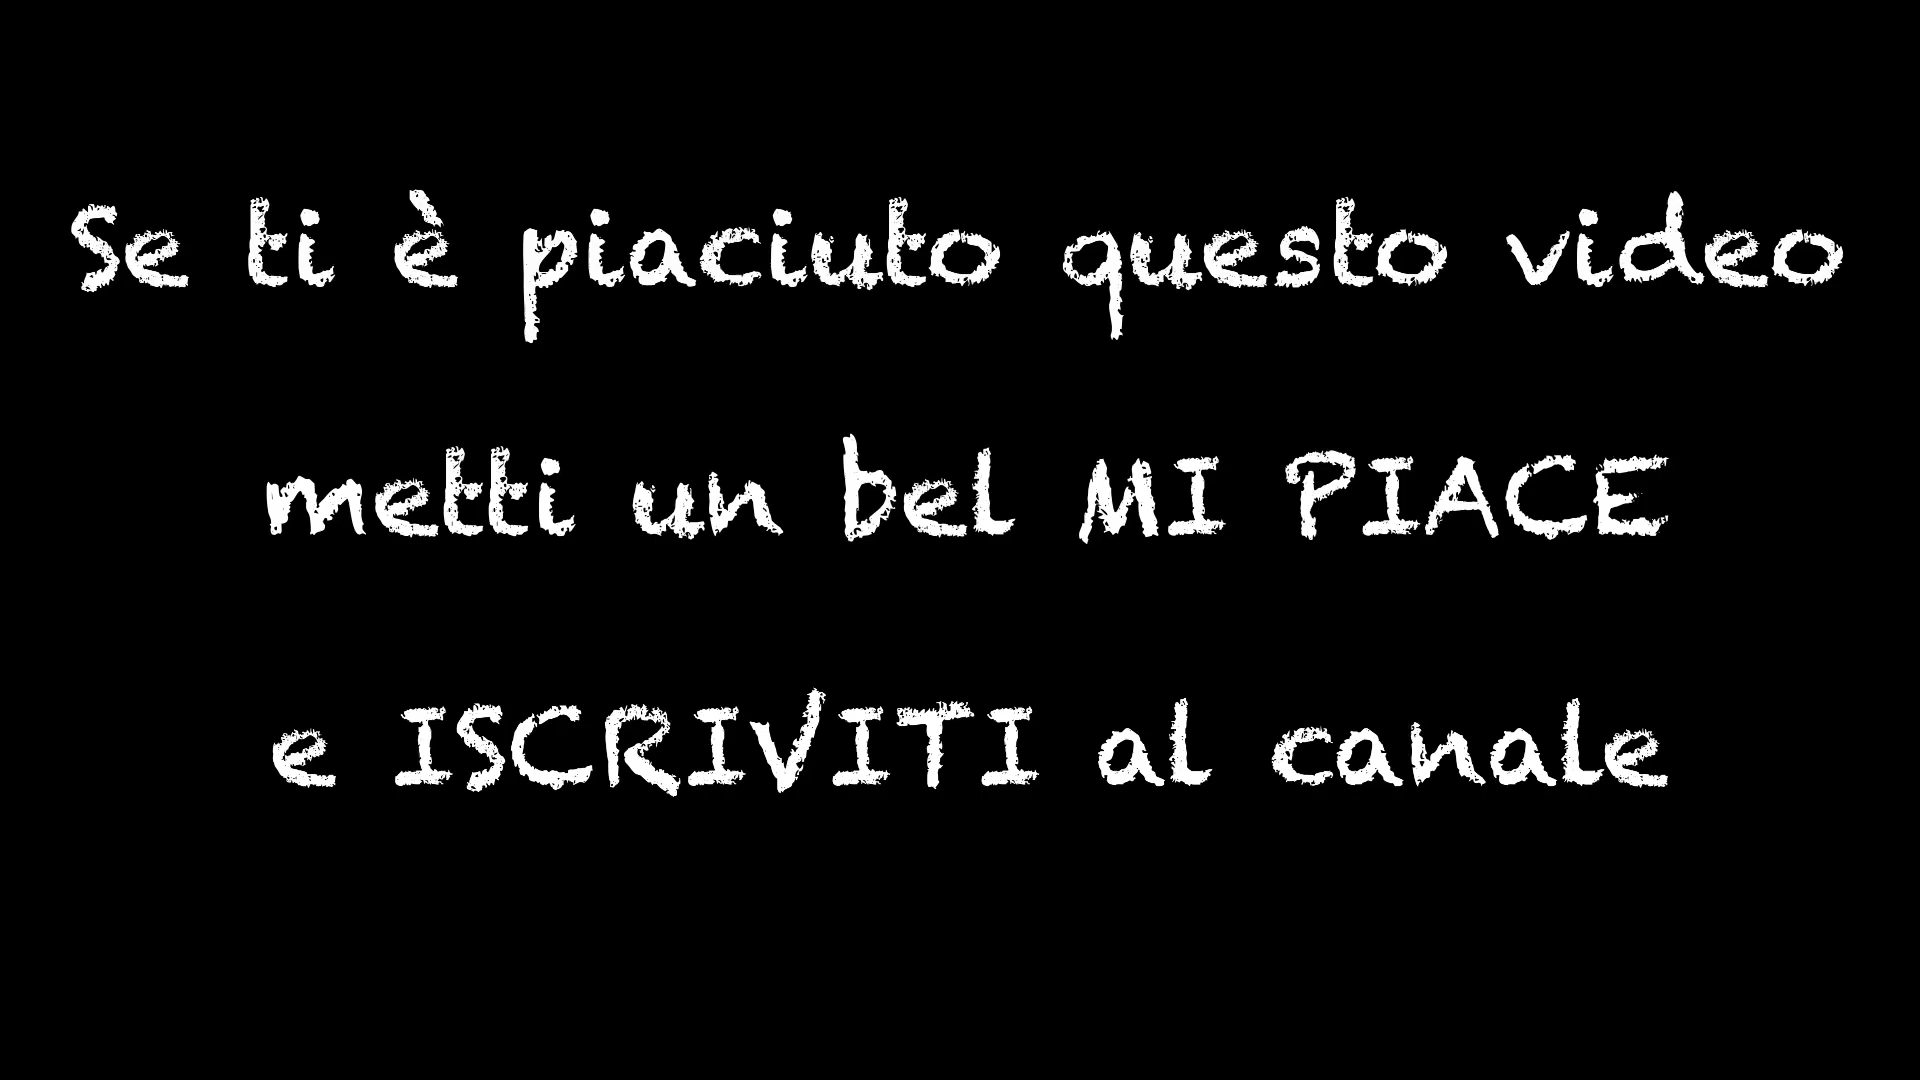 Se ti è piaciuto questo video
metti un bel MI PIACE
e ISCRIVITI al canale